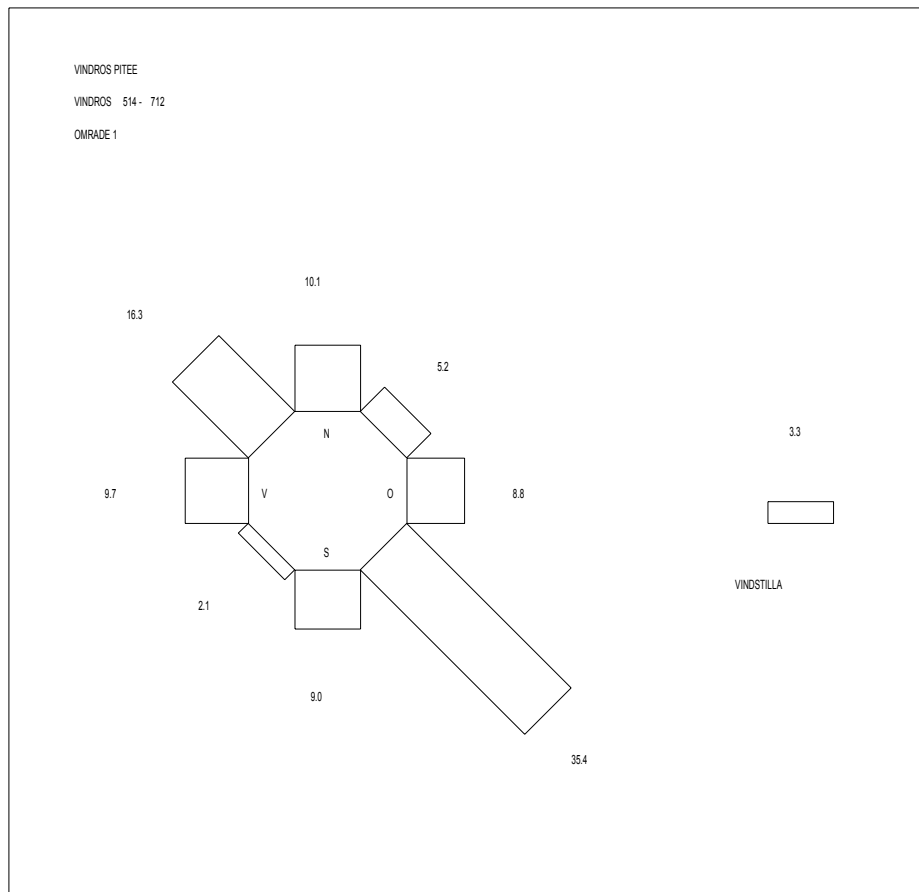 VINDROS PITEE
VINDROS 514 - 712
OMRADE 1
10.1
16.3
5.2
N
3.3
9.7
V
O
8.8
S
VINDSTILLA
2.1
9.0
35.4